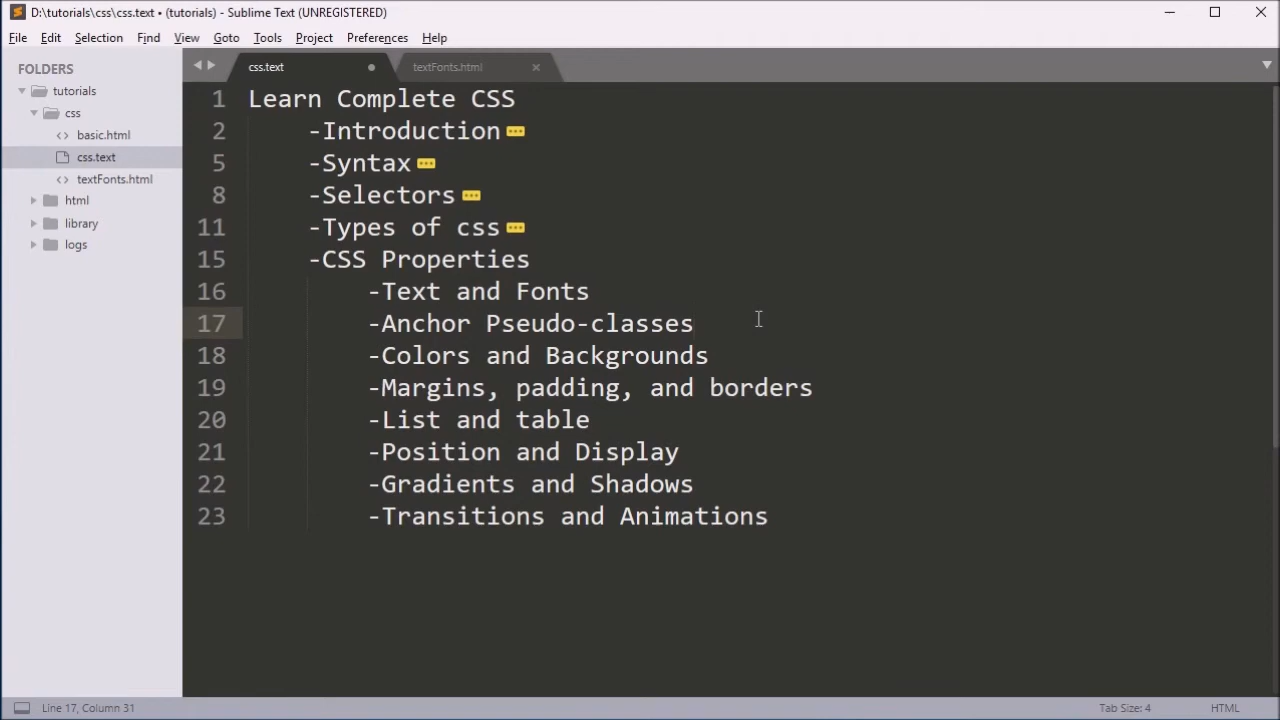 D:\tutorials\css\css.text • (tutorials) - Sublime Text (UNREGISTERED)
File Edit Selection Find View Goto Tools Project Preferences Help
FOLDERS
tutorials
css
basic.html
css.text
textFonts.html
html
library
logs
css.text textFonts.html
1 Learn Complete CSS
2 -Introduction
5 -Syntax
8 -Selectors
11 -Types of css
15 -CSS Properties
16 -Text and Fonts
17 -Anchor Pseudo-classes
18 -Colors and Backgrounds
19 -Margins, padding, and borders
20 -List and table
21 -Position and Display
22 -Gradients and Shadows
23 -Transitions and Animations
Line 17, Column 31 Tab Size: 4 HTML